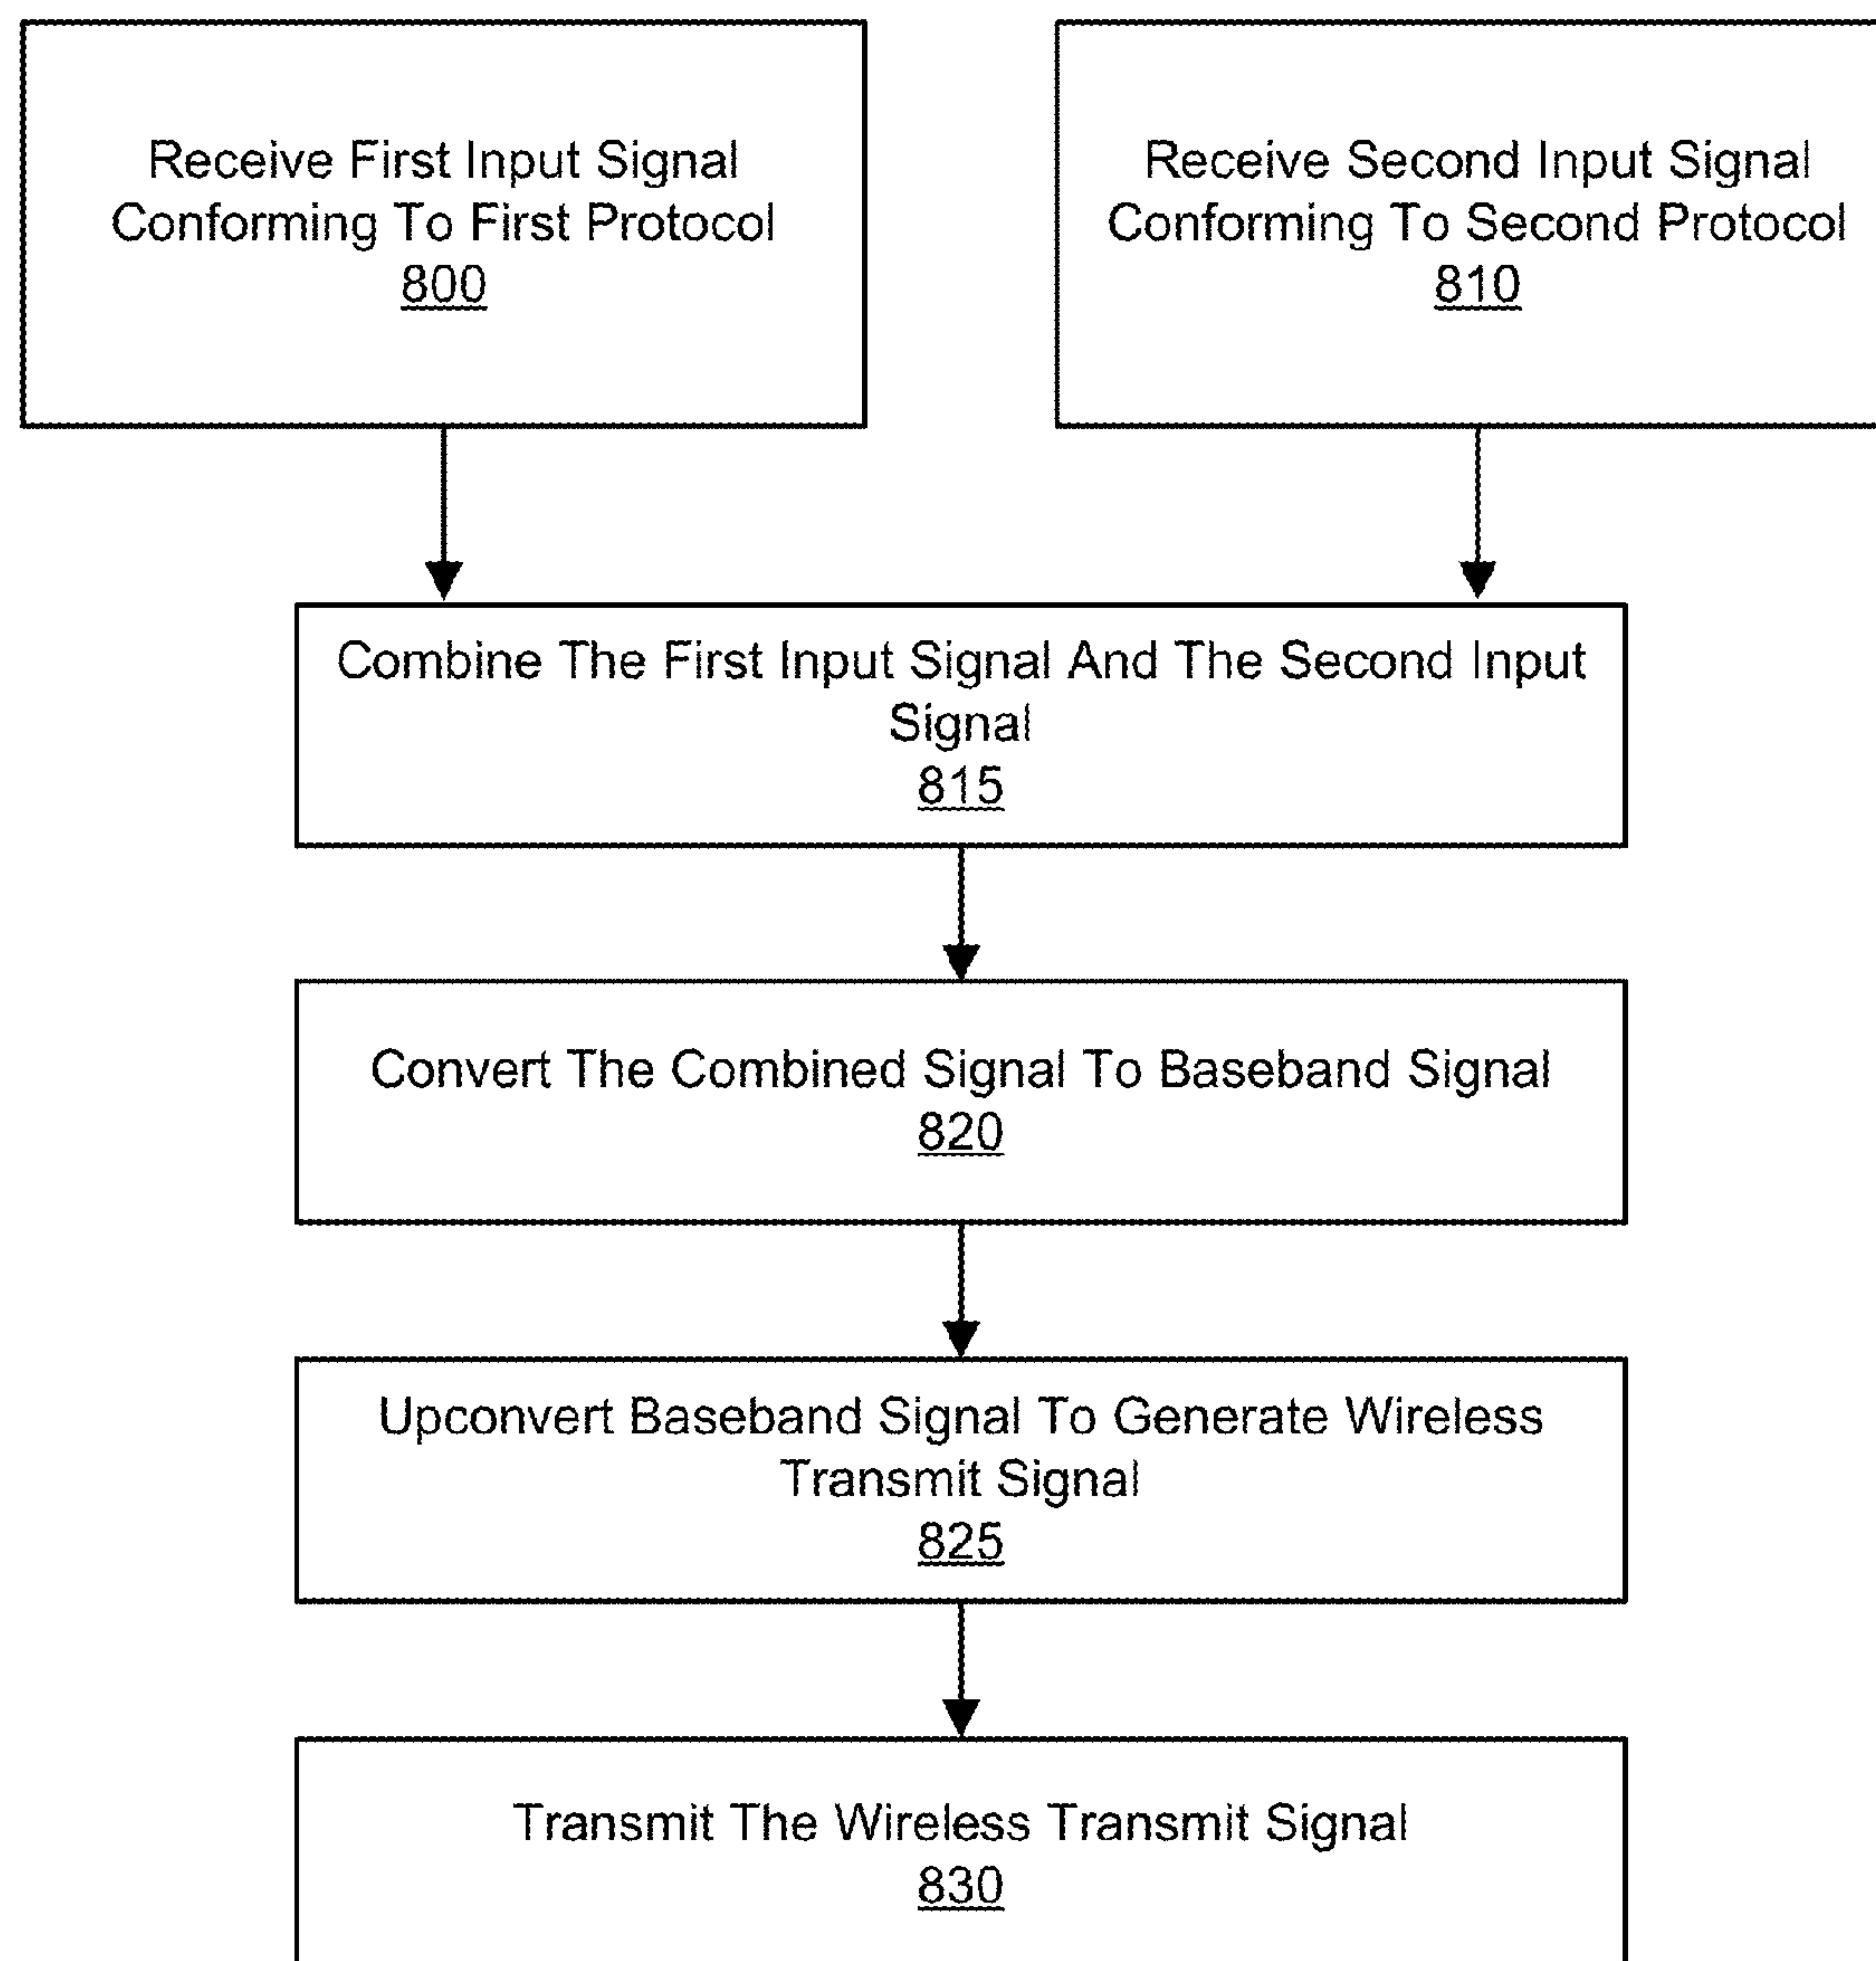 Receive First Input Signal
Conforming To First Protocol
800
Receive Second Input Signal
Conforming To Second Protocol
810
Combine The First Input Signal And The Second Input
Signal
815
Convert The Combined Signal To Baseband Signal
820
Upconvert Baseband Signal To Generate Wireless
Transmit Signal
825
Transmit The Wireless Transmit Signal
830